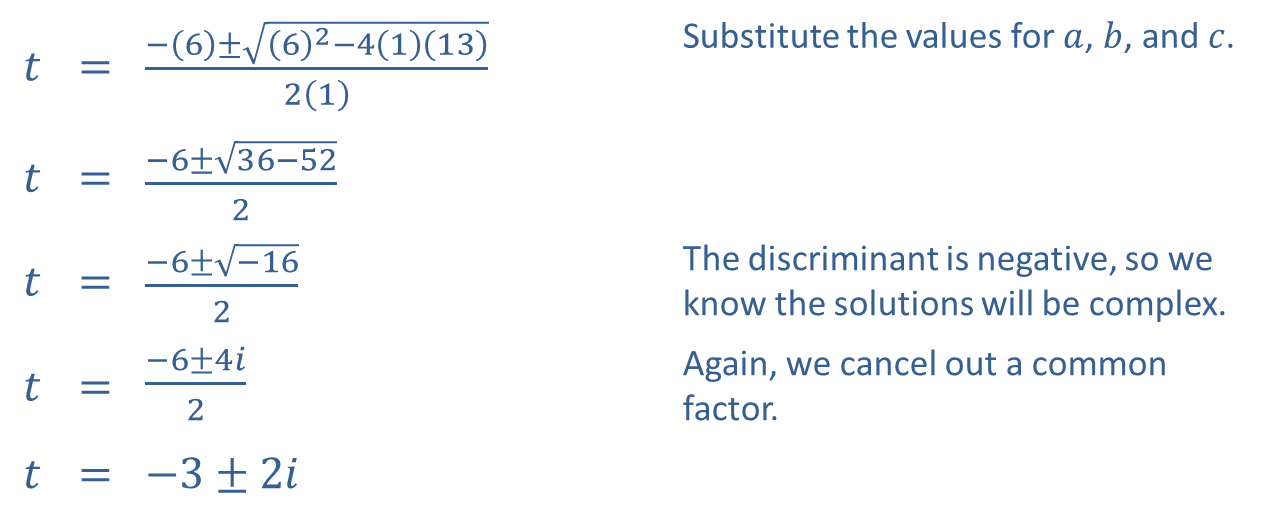 t = (−(6)±√((6)²−4(1)(13)))/(2(1)) Substitute the values for a, b, and c.
t = (−6±√(36−52))/2
t = (−6±√(−16))/2 The discriminant is negative, so we
know the solutions will be complex.
t = (−6±4i)/2 Again, we cancel out a common
factor.
t = −3 ± 2i